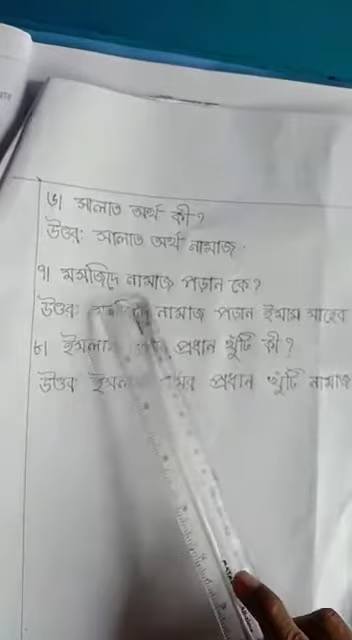 ৬। সালাত অর্থ কী?
উত্তর: সালাত অর্থ নামাজ.
৭। মসজিদে নামাজ পড়ান কে?
উত্তর: মসজিদে নামাজ পড়ান ইমাম সাহেব
৮। ইসলাম প্রধান খুঁটি কী?
উত্তর ইসলাম প্রধান খুঁটি নামাজ